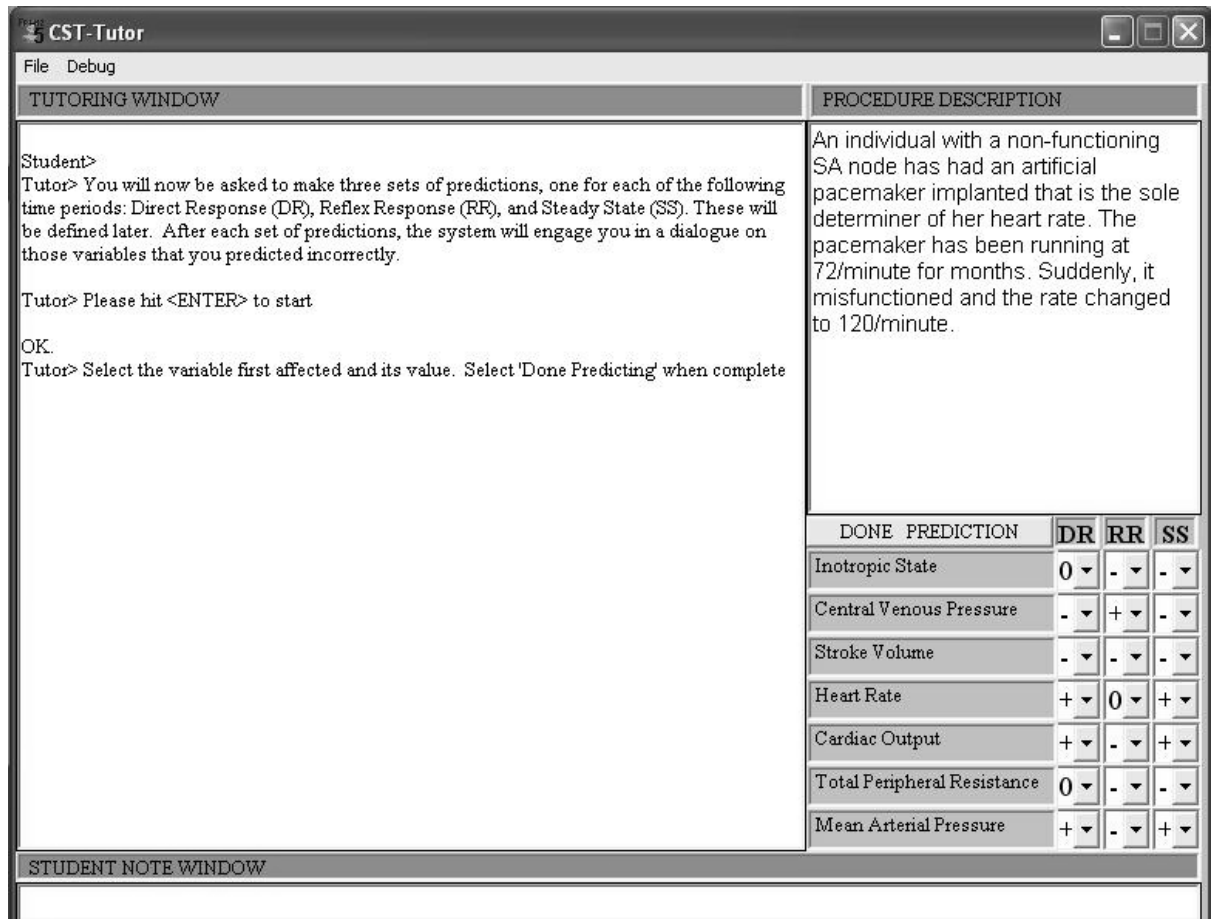 CST-Tutor
File Debug
TUTORING WINDOW
Student>
Tutor> You will now be asked to make three sets of predictions, one for each of the following
time periods: Direct Response (DR), Reflex Response (RR), and Steady State (SS). These will
be defined later. After each set of predictions, the system will engage you in a dialogue on
those variables that you predicted incorrectly.
Tutor> Please hit <ENTER> to start
OK.
Tutor> Select the variable first affected and its value. Select 'Done Predicting' when complete
PROCEDURE DESCRIPTION
An individual with a non-functioning
SA node has had an artificial
pacemaker implanted that is the sole
determiner of her heart rate. The
pacemaker has been running at
72/minute for months. Suddenly, it
misfunctioned and the rate changed
to 120/minute.
DONE PREDICTION DR RR SS
Inotropic State 0 - -
Central Venous Pressure - + -
Stroke Volume - - -
Heart Rate + 0 +
Cardiac Output + - +
Total Peripheral Resistance 0 - -
Mean Arterial Pressure + - +
STUDENT NOTE WINDOW